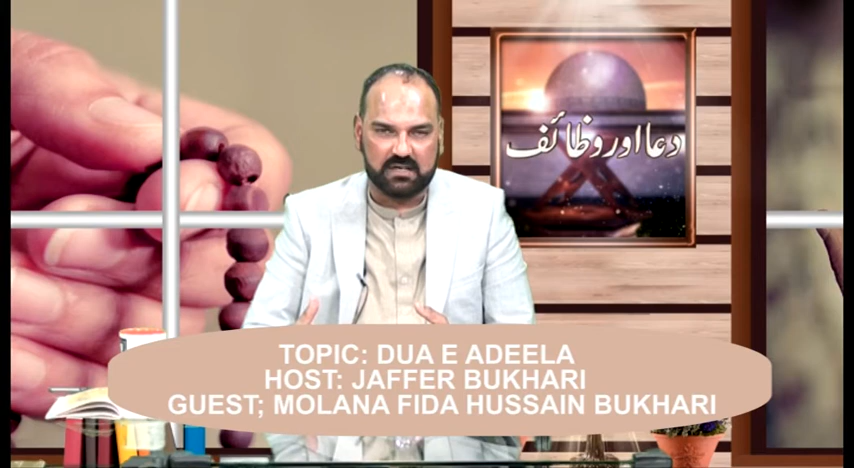 دعا اور وظائف
TOPIC: DUA E ADEELA
HOST: JAFFER BUKHARI
GUEST; MOLANA FIDA HUSSAIN BUKHARI